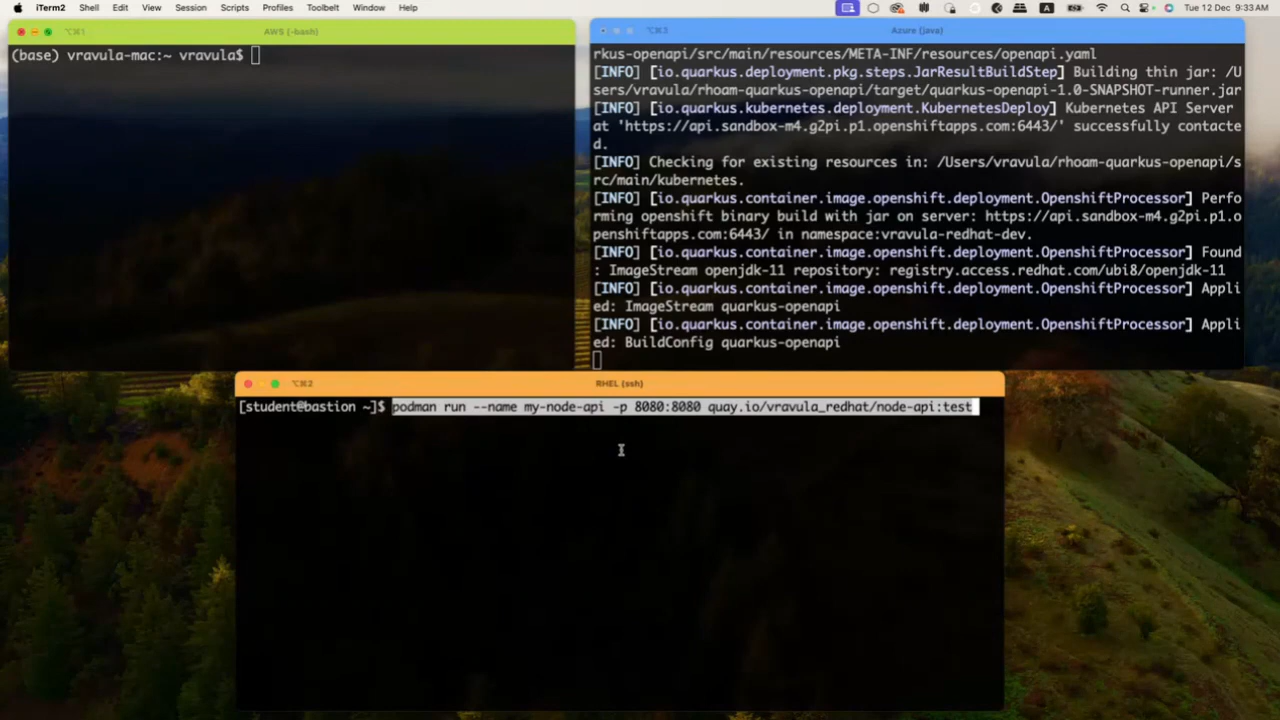 iTerm2 Shell Edit View Session Scripts Profiles Toolbelt Window Help
A
Tue 12 Dec 9:33 AM
⌥⌘1 AWS (-bash)
(base) vravula-mac:~ vravula$
⌥⌘3 Azure (java)
rkus-openapi/src/main/resources/META-INF/resources/openapi.yaml
[INFO] [io.quarkus.deployment.pkg.steps.JarResultBuildStep] Building thin jar: /U
sers/vravula/rhoam-quarkus-openapi/target/quarkus-openapi-1.0-SNAPSHOT-runner.jar
[INFO] [io.quarkus.kubernetes.deployment.KubernetesDeploy] Kubernetes API Server
at 'https://api.sandbox-m4.g2pi.p1.openshiftapps.com:6443/' successfully contacte
d.
[INFO] Checking for existing resources in: /Users/vravula/rhoam-quarkus-openapi/s
rc/main/kubernetes.
[INFO] [io.quarkus.container.image.openshift.deployment.OpenshiftProcessor] Perfo
rming openshift binary build with jar on server: https://api.sandbox-m4.g2pi.p1.o
penshiftapps.com:6443/ in namespace:vravula-redhat-dev.
[INFO] [io.quarkus.container.image.openshift.deployment.OpenshiftProcessor] Found
: ImageStream openjdk-11 repository: registry.access.redhat.com/ubi8/openjdk-11
[INFO] [io.quarkus.container.image.openshift.deployment.OpenshiftProcessor] Appli
ed: ImageStream quarkus-openapi
[INFO] [io.quarkus.container.image.openshift.deployment.OpenshiftProcessor] Appli
ed: BuildConfig quarkus-openapi
⌥⌘2 RHEL (ssh)
[student@bastion ~]$ podman run --name my-node-api -p 8080:8080 quay.io/vravula_redhat/node-api:test